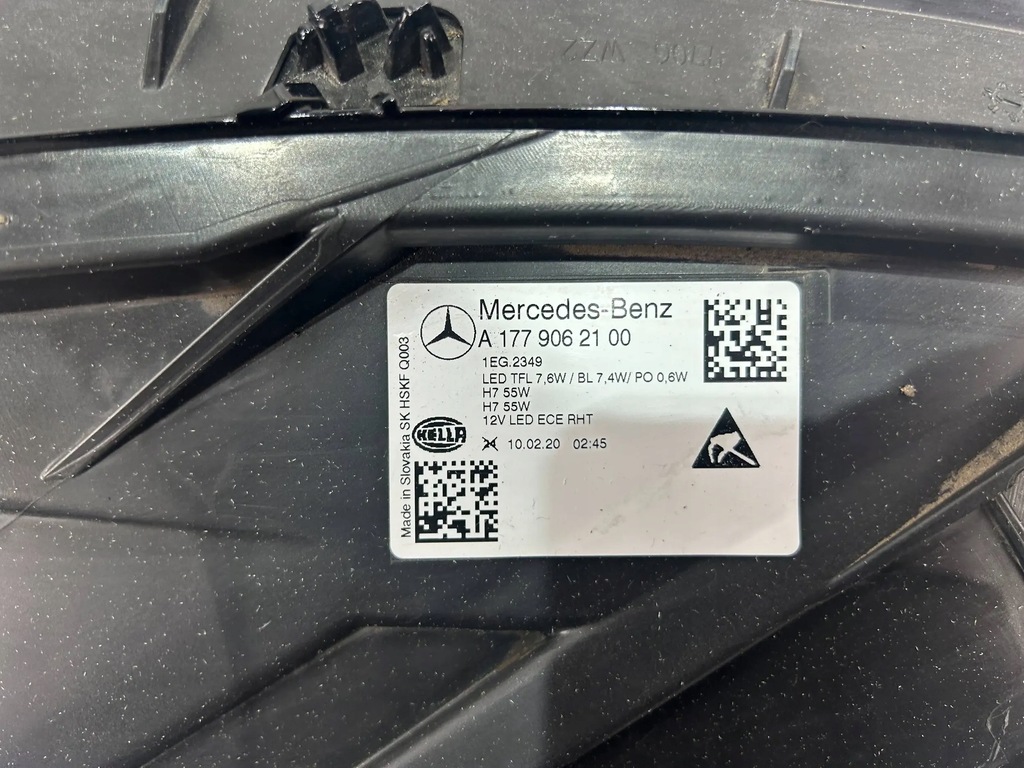 Mercedes-Benz
A 177 906 21 00
1EG.2349
LED TFL 7,6W / BL 7,4W/ PO 0,6W
H7 55W
H7 55W
12V LED ECE RHT
HELLA
10.02.20 02:45
Made in Slovakia SK HSKF Q003